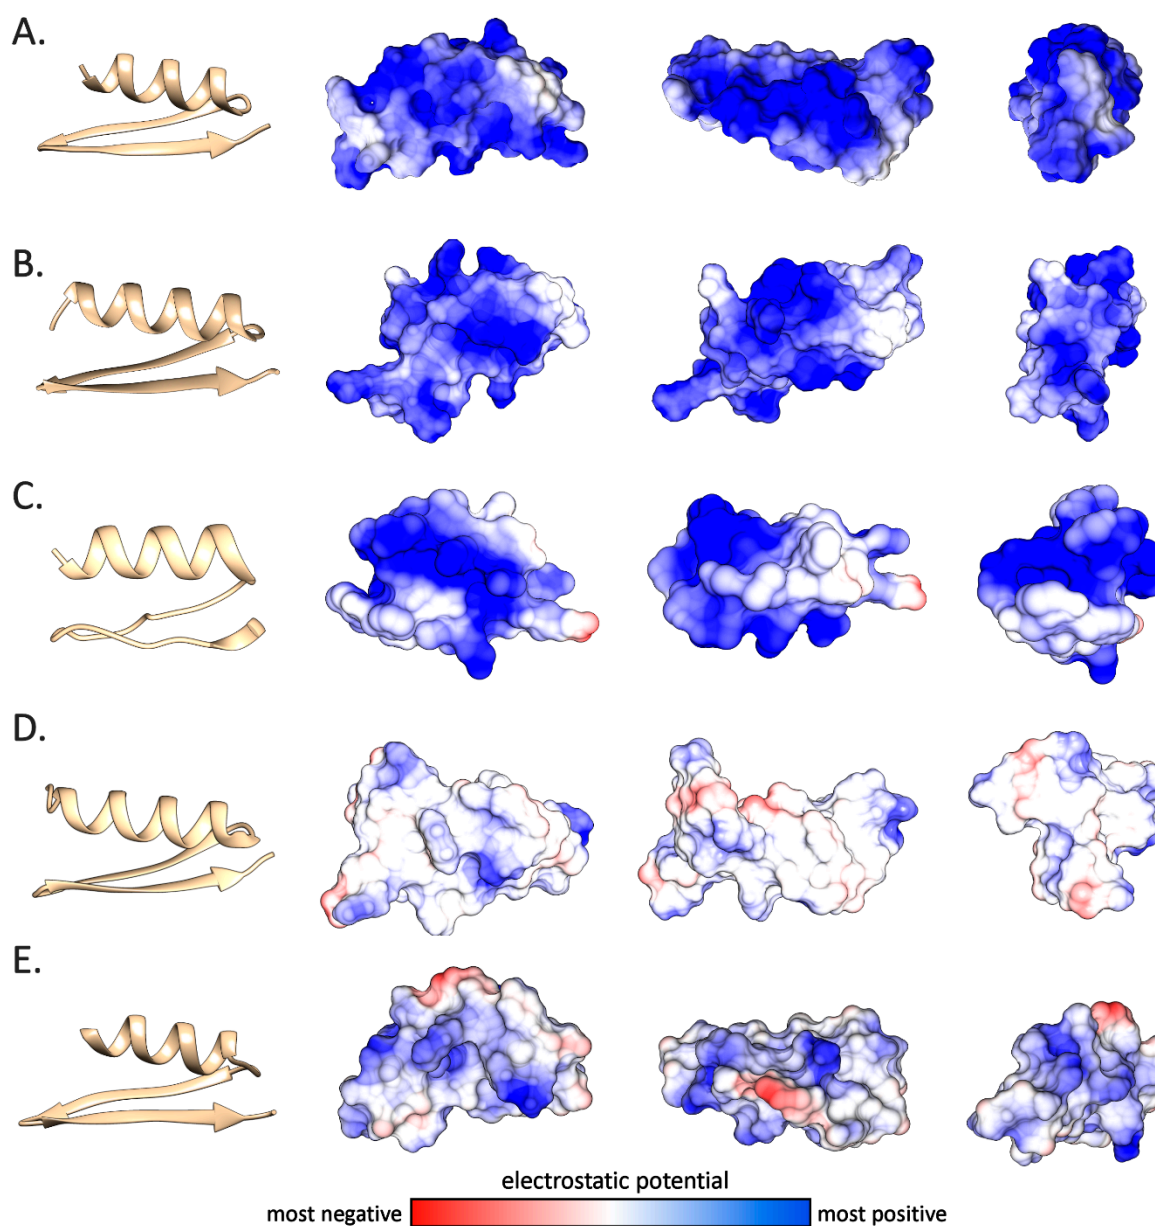 A.
B.
C.
D.
E.
electrostatic potential
most negative most positive